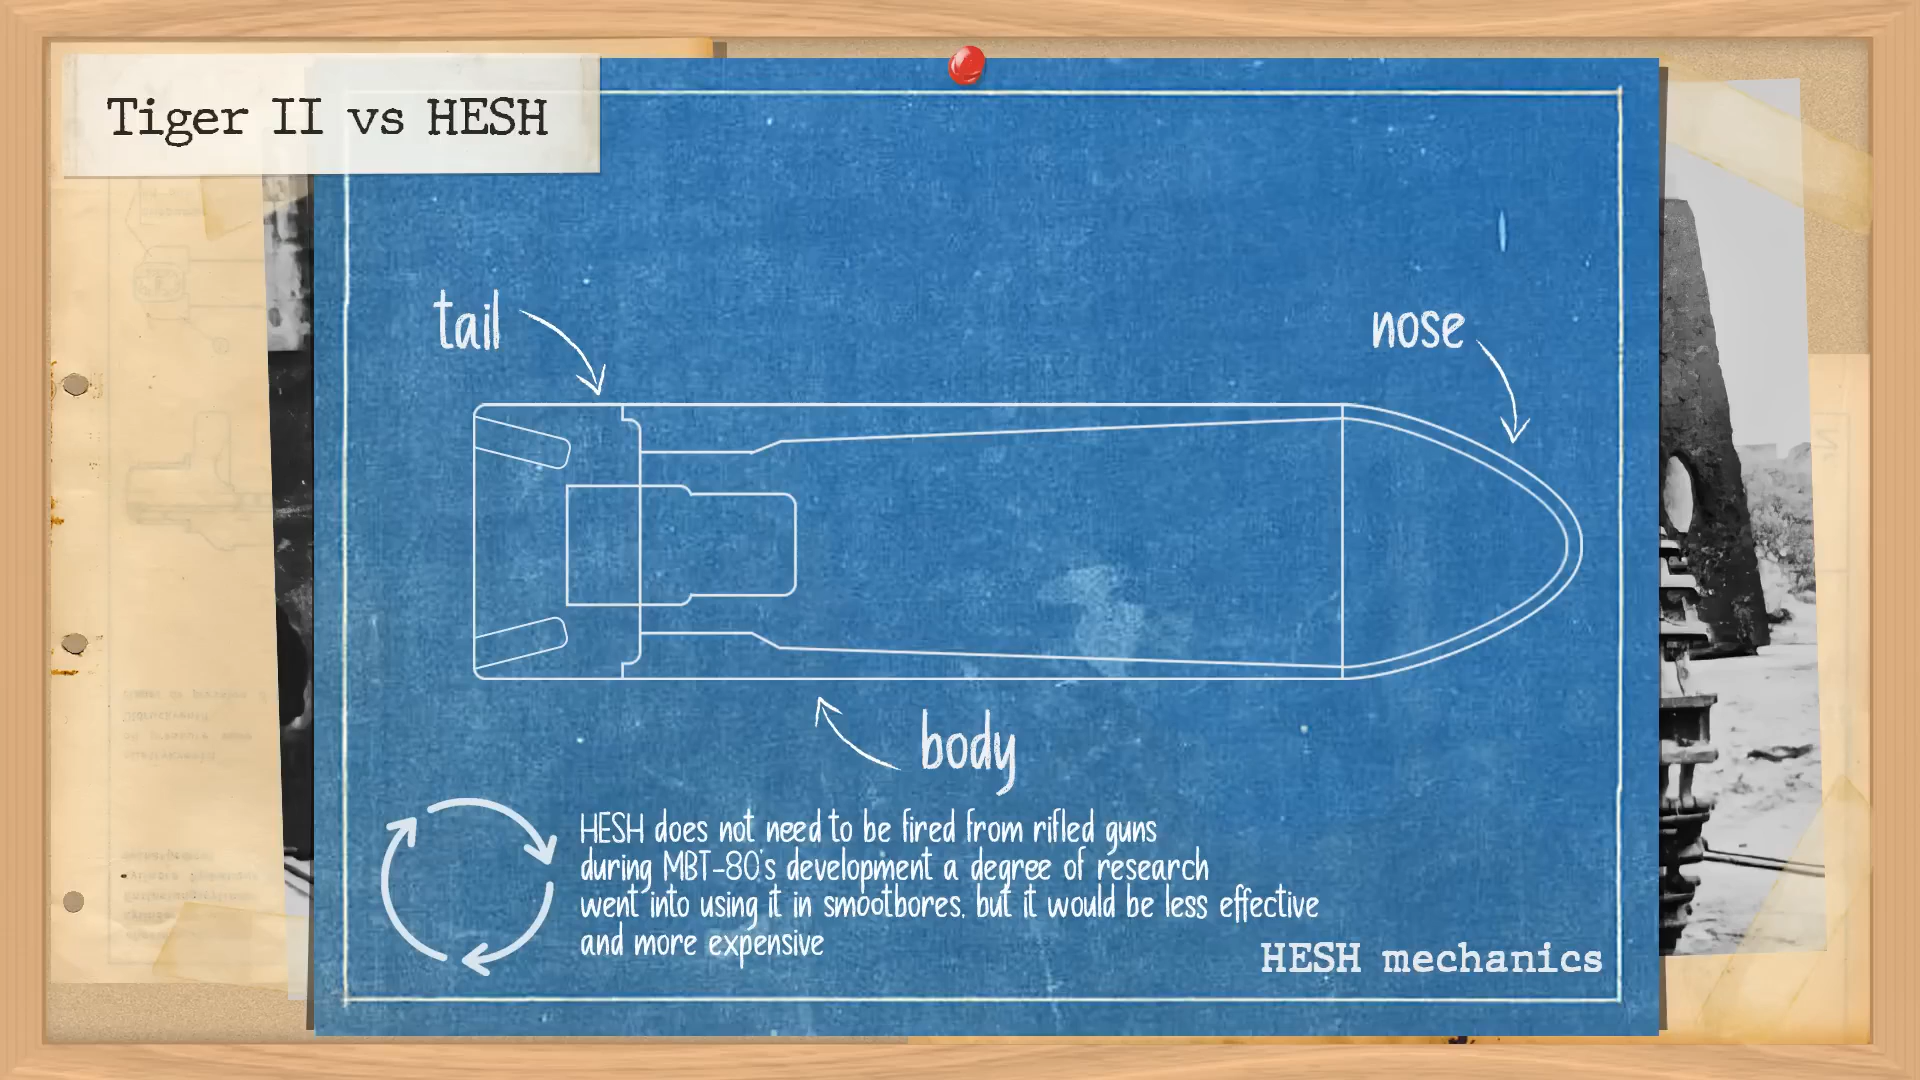 Tiger II vs HESH
tail
nose
body
HESH does not need to be fired from rifled guns
during MBT-80's development a degree of research
went into using it in smootbores. but it would be less effective
and more expensive
HESH mechanics